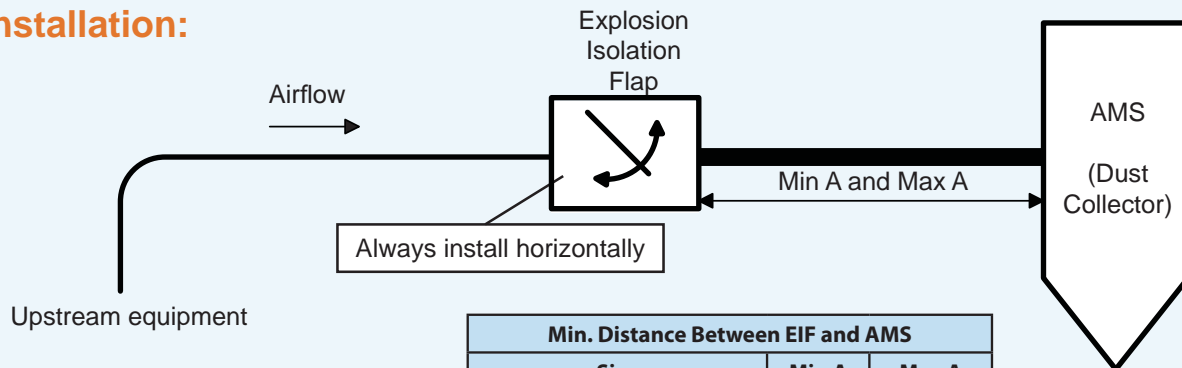 nstallation:
Explosion
Isolation
Flap
Airflow
AMS
(Dust
Collector)
Min A and Max A
Always install horizontally
Upstream equipment
Min. Distance Between EIF and AMS